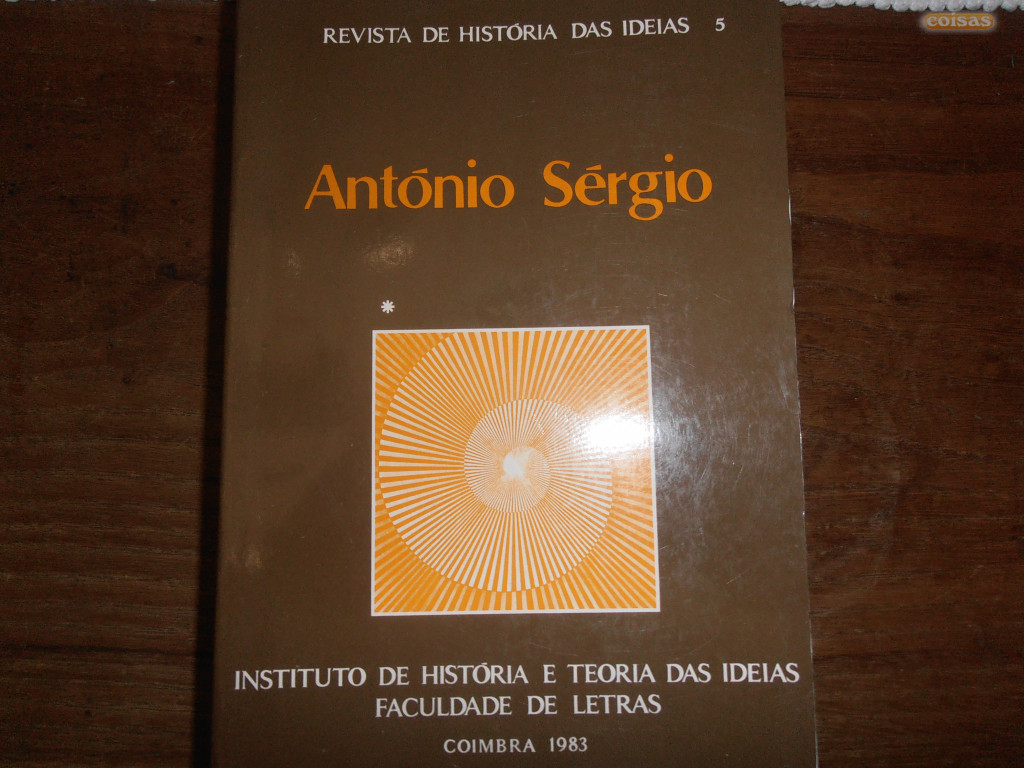 coisas
REVISTA DE HISTÓRIA DAS IDEIAS 5
António Sérgio
*
INSTITUTO DE HISTÓRIA E TEORIA DAS IDEIAS
FACULDADE DE LETRAS
COIMBRA 1983